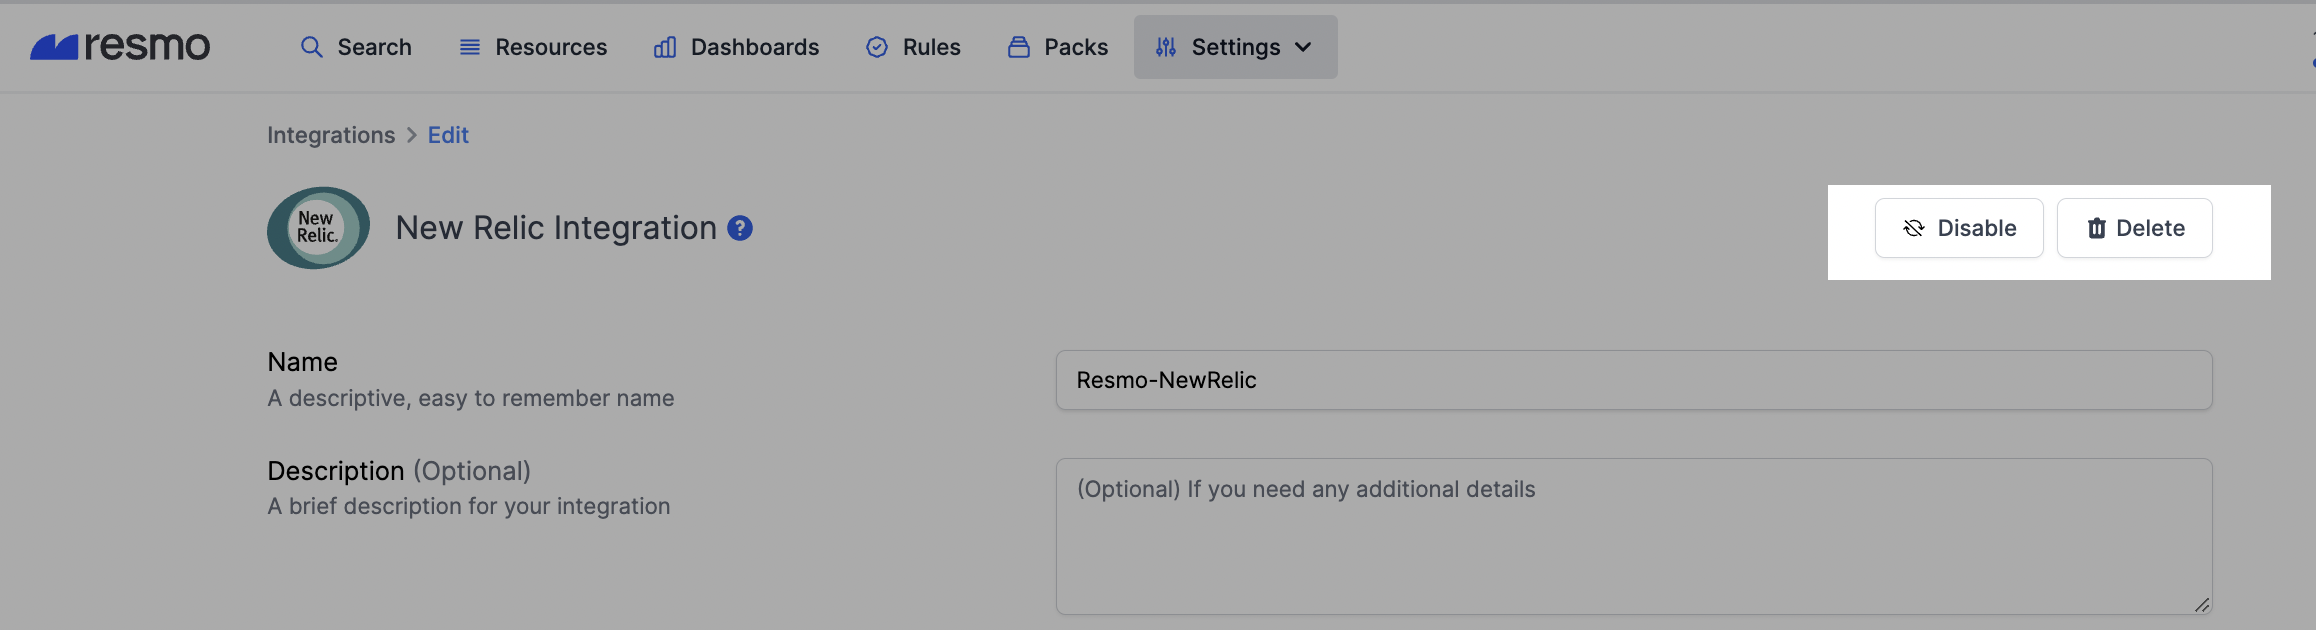 resmo Search Resources Dashboards Rules Packs Settings
Integrations > Edit
New
Relic.
New Relic Integration ?
Disable Delete
Name
A descriptive, easy to remember name
Resmo-NewRelic
Description (Optional)
A brief description for your integration
(Optional) If you need any additional details